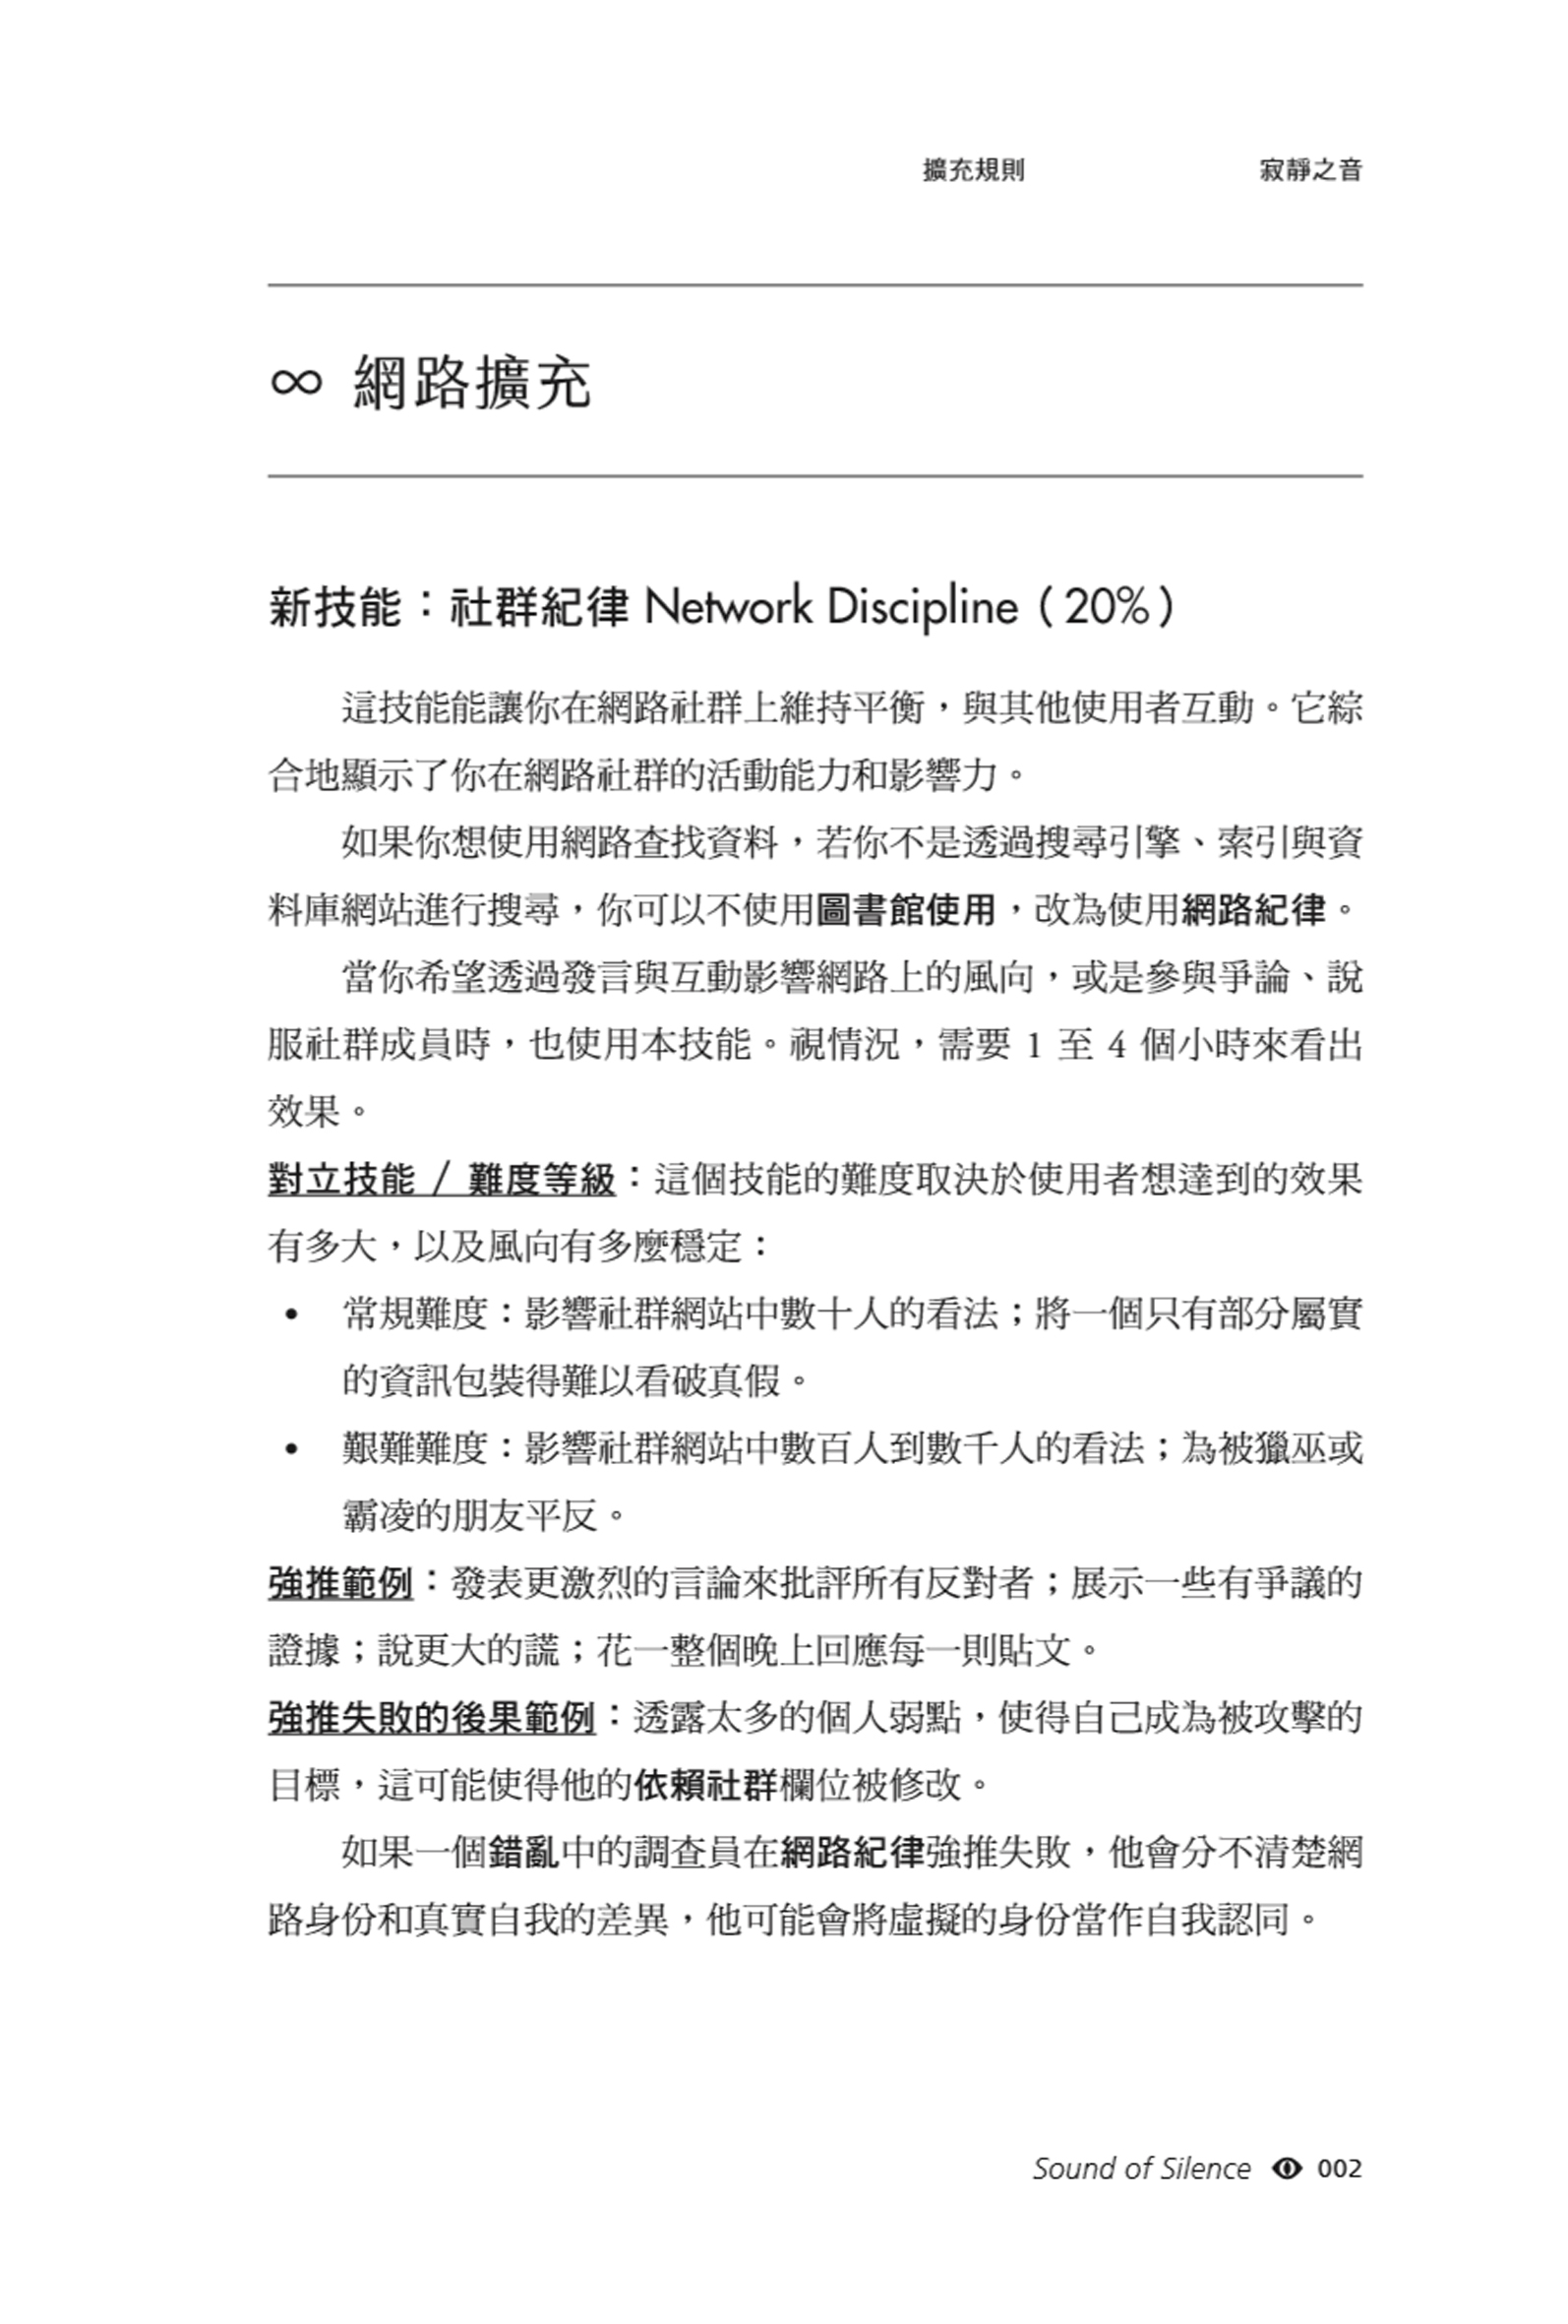 擴充規則 寂靜之音
∞ 網路擴充
新技能：社群紀律 Network Discipline（20%）
這技能能讓你在網路社群上維持平衡，與其他使用者互動。它綜
合地顯示了你在網路社群的活動能力和影響力。
如果你想使用網路查找資料，若你不是透過搜尋引擎、索引與資
料庫網站進行搜尋，你可以不使用圖書館使用，改為使用網路紀律。
當你希望透過發言與互動影響網路上的風向，或是參與爭論、說
服社群成員時，也使用本技能。視情況，需要 1 至 4 個小時來看出
效果。
對立技能 / 難度等級：這個技能的難度取決於使用者想達到的效果
有多大，以及風向有多麼穩定：
• 常規難度：影響社群網站中數十人的看法；將一個只有部分屬實
的資訊包裝得難以看破真假。
• 艱難難度：影響社群網站中數百人到數千人的看法；為被獵巫或
霸凌的朋友平反。
強推範例：發表更激烈的言論來批評所有反對者；展示一些有爭議的
證據；說更大的謊；花一整個晚上回應每一則貼文。
強推失敗的後果範例：透露太多的個人弱點，使得自己成為被攻擊的
目標，這可能使得他的依賴社群欄位被修改。
如果一個錯亂中的調查員在網路紀律強推失敗，他會分不清楚網
路身份和真實自我的差異，他可能會將虛擬的身份當作自我認同。
Sound of Silence 002